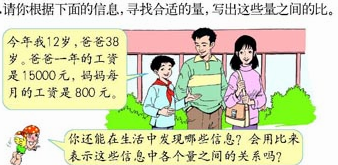 .请你根据下面的信息,寻找合适的量,写出这些量之间的比。
今年我12岁,爸爸38
岁。爸爸一年的工资
是15000元,妈妈每
月的工资是800元。
你还能在生活中发现哪些信息?会用比来
表示这些信息中各个量之间的关系吗?